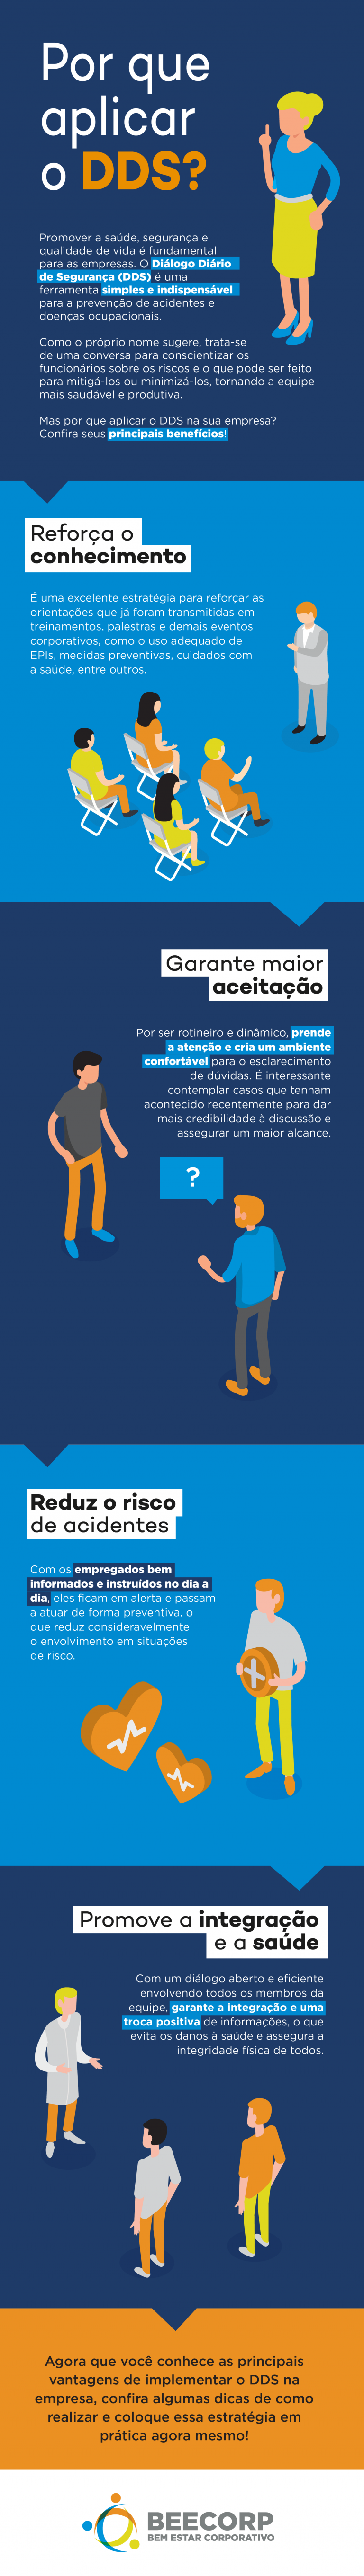 Por que
aplicar
o DDS?
Promover a saúde, segurança e
qualidade de vida é fundamental
para as empresas. O Diálogo Diário
de Segurança (DDS) é uma
ferramenta simples e indispensável
para a prevenção de acidentes e
doenças ocupacionais.
Como o próprio nome sugere, trata-se
de uma conversa para conscientizar os
funcionários sobre os riscos e o que pode ser feito
para mitigá-los ou minimizá-los, tornando a equipe
mais saudável e produtiva.
Mas por que aplicar o DDS na sua empresa?
Confira seus principais benefícios!
Reforça o
conhecimento
É uma excelente estratégia para reforçar as
orientações que já foram transmitidas em
treinamentos, palestras e demais eventos
corporativos, como o uso adequado de
EPIs, medidas preventivas, cuidados com
a saúde, entre outros.
Garante maior
aceitação
Por ser rotineiro e dinâmico, prende
a atenção e cria um ambiente
confortável para o esclarecimento
de dúvidas. É interessante
contemplar casos que tenham
acontecido recentemente para dar
mais credibilidade à discussão e
assegurar um maior alcance.
?
Reduz o risco
de acidentes
Com os empregados bem
informados e instruídos no dia a
dia, eles ficam em alerta e passam
a atuar de forma preventiva, o
que reduz consideravelmente
o envolvimento em situações
de risco.
Promove a integração
e a saúde
Com um diálogo aberto e eficiente
envolvendo todos os membros da
equipe, garante a integração e uma
troca positiva de informações, o que
evita os danos à saúde e assegura a
integridade física de todos.
Agora que você conhece as principais
vantagens de implementar o DDS na
empresa, confira algumas dicas de como
realizar e coloque essa estratégia em
prática agora mesmo!
BEECORP
BEM ESTAR CORPORATIVO